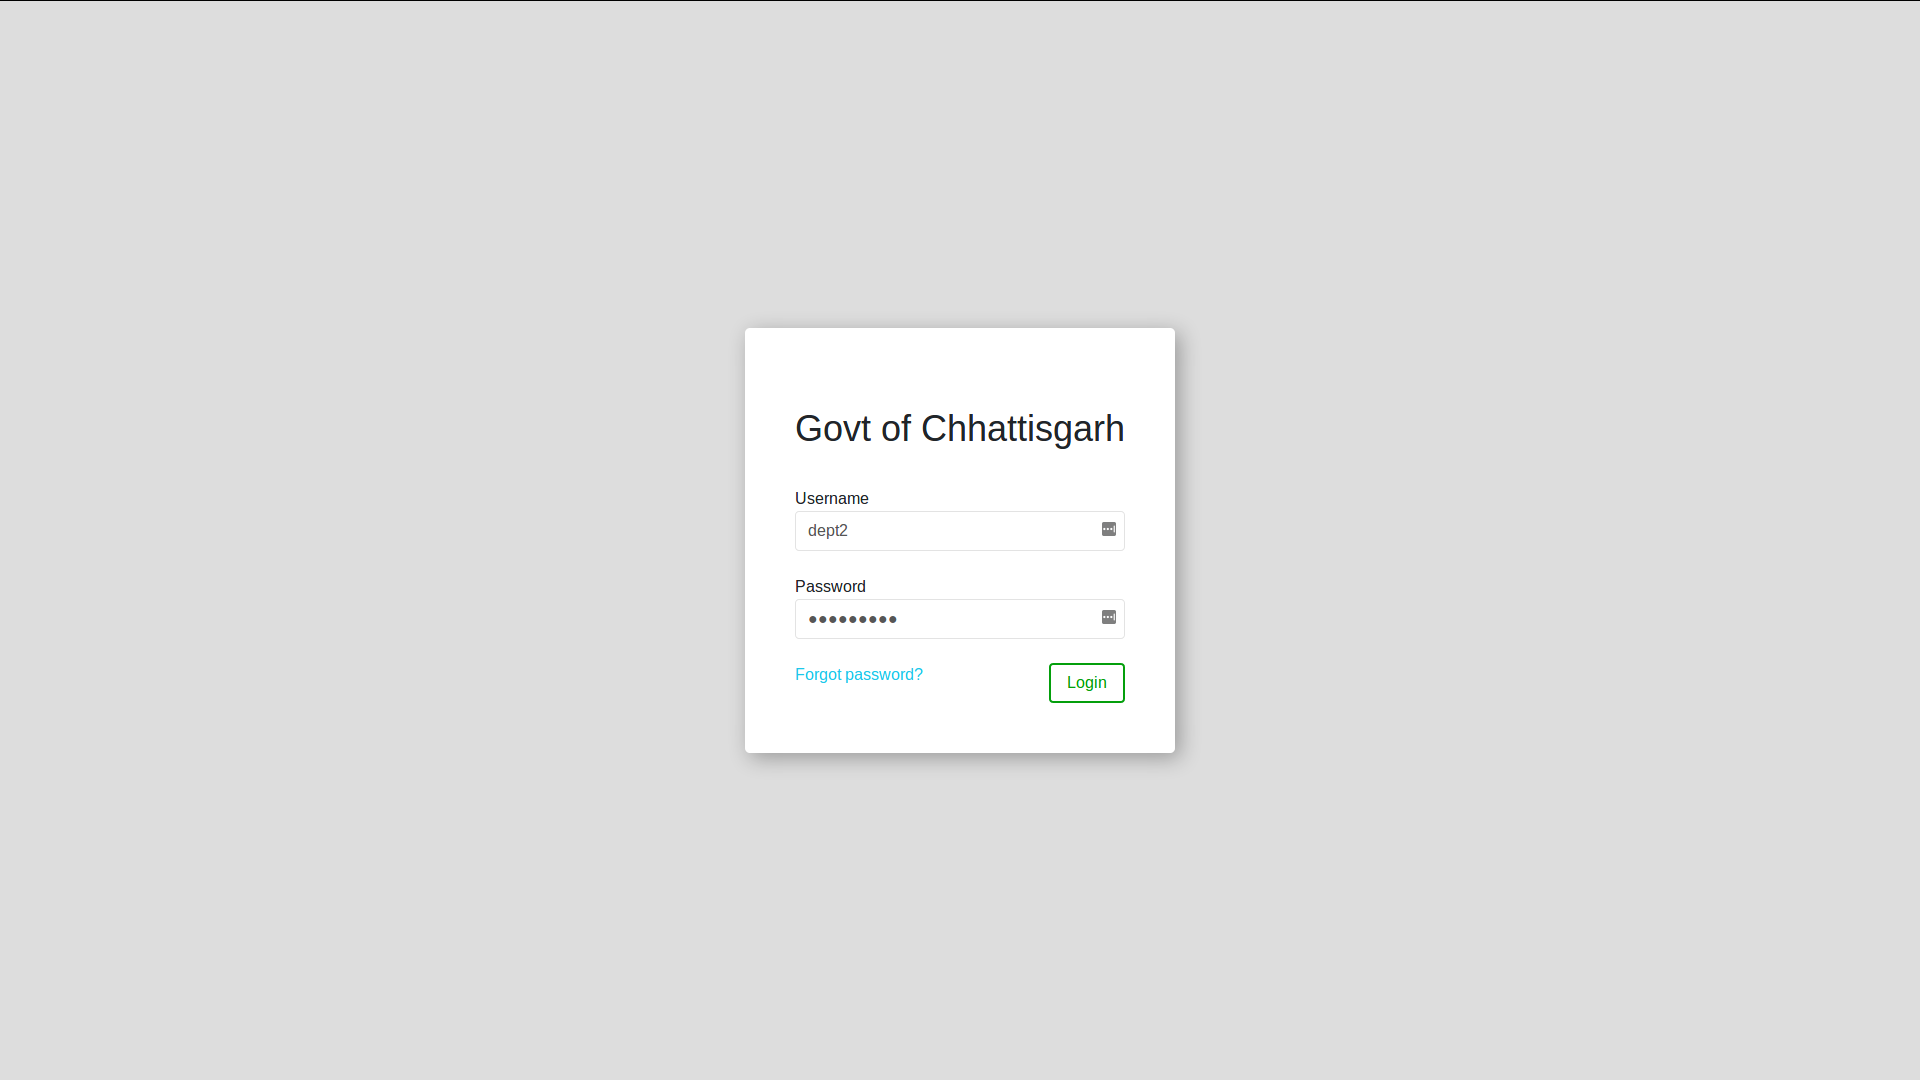 Govt of Chhattisgarh
Username
dept2
Password
●●●●●●●●●
Forgot password?
Login